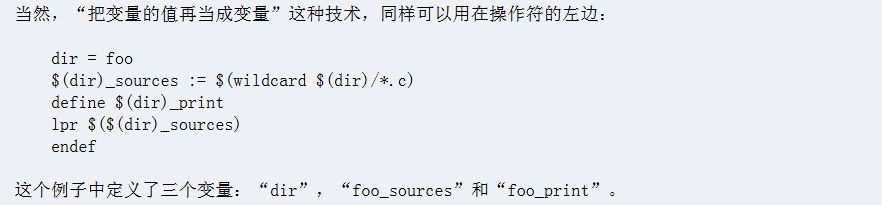 当然，“把变量的值再当成变量”这种技术，同样可以用在操作符的左边：
dir = foo
$(dir)_sources := $(wildcard $(dir)/*.c)
define $(dir)_print
lpr $($(dir)_sources)
endef
这个例子中定义了三个变量：“dir”，“foo_sources”和“foo_print”。